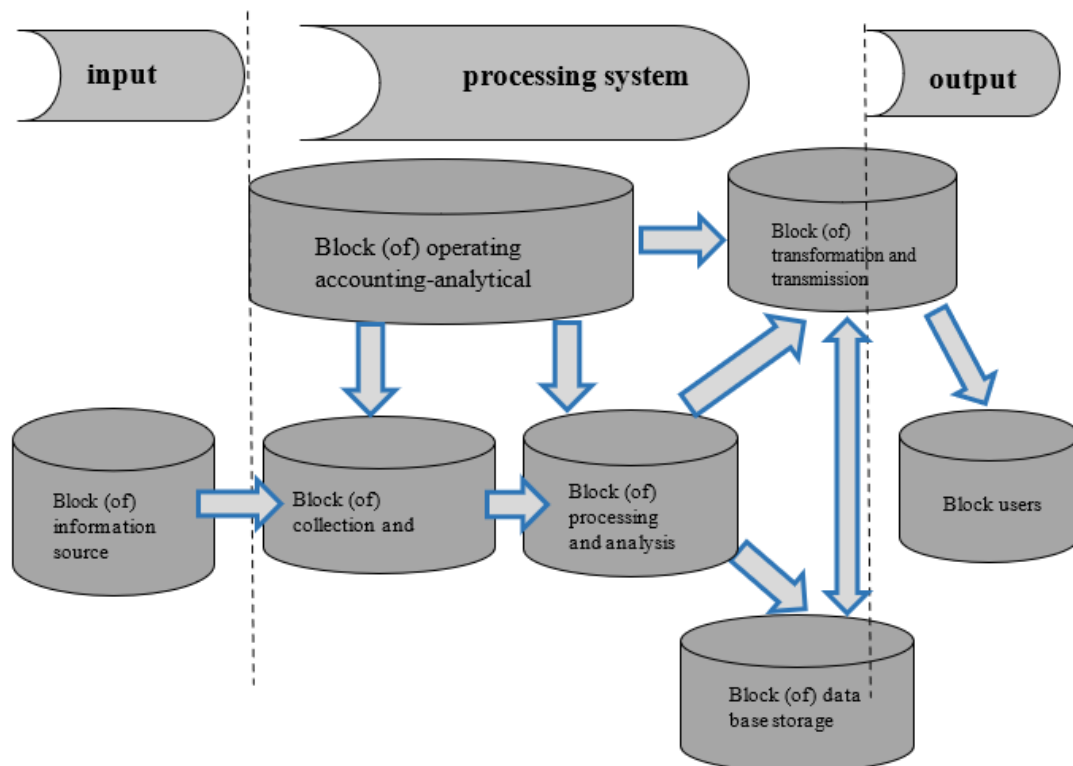 input
processing system
output
Block (of) operating
accounting-analytical
Block (of)
transformation and
transmission
Block (of)
information
source
Block (of)
collection and
Block (of)
processing
and analysis
Block users
Block (of) data
base storage